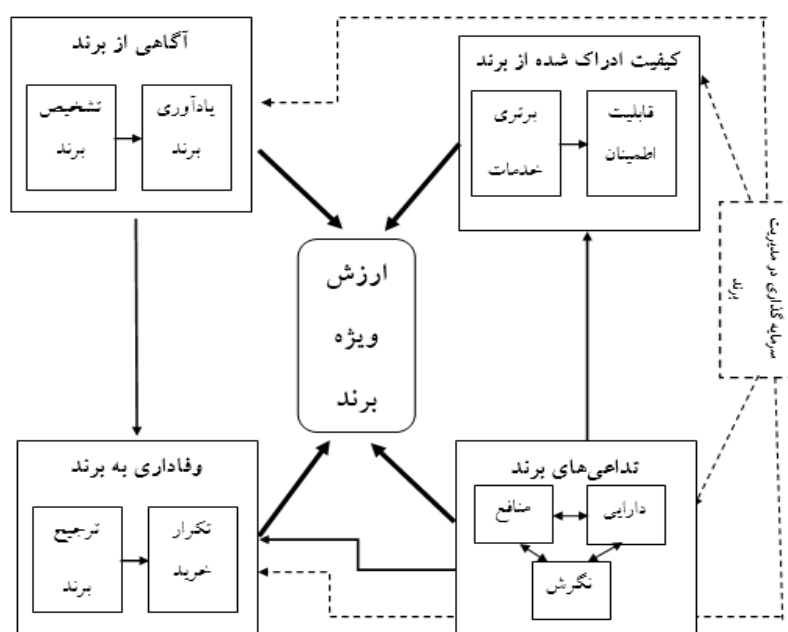 آگاهی از برند
تشخیص
برند
یادآوری
برند
کیفیت ادراک شده از برند
برتری
خدمات
قابلیت
اطمینان
سرمایه گذاری در مدیریت
برند
ارزش
ویژه
برند
وفاداری به برند
ترجیح
برند
تکرار
خرید
تداعی‌های برند
منافع
دارایی
نگرش